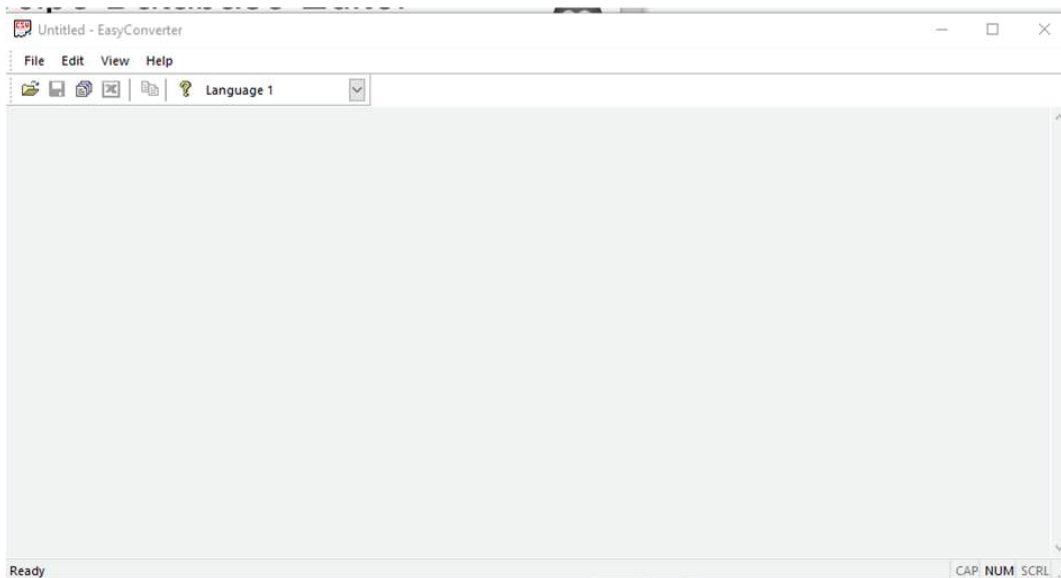 Untitled - EasyConverter
File Edit View Help
Language 1
Ready CAP NUM SCRL